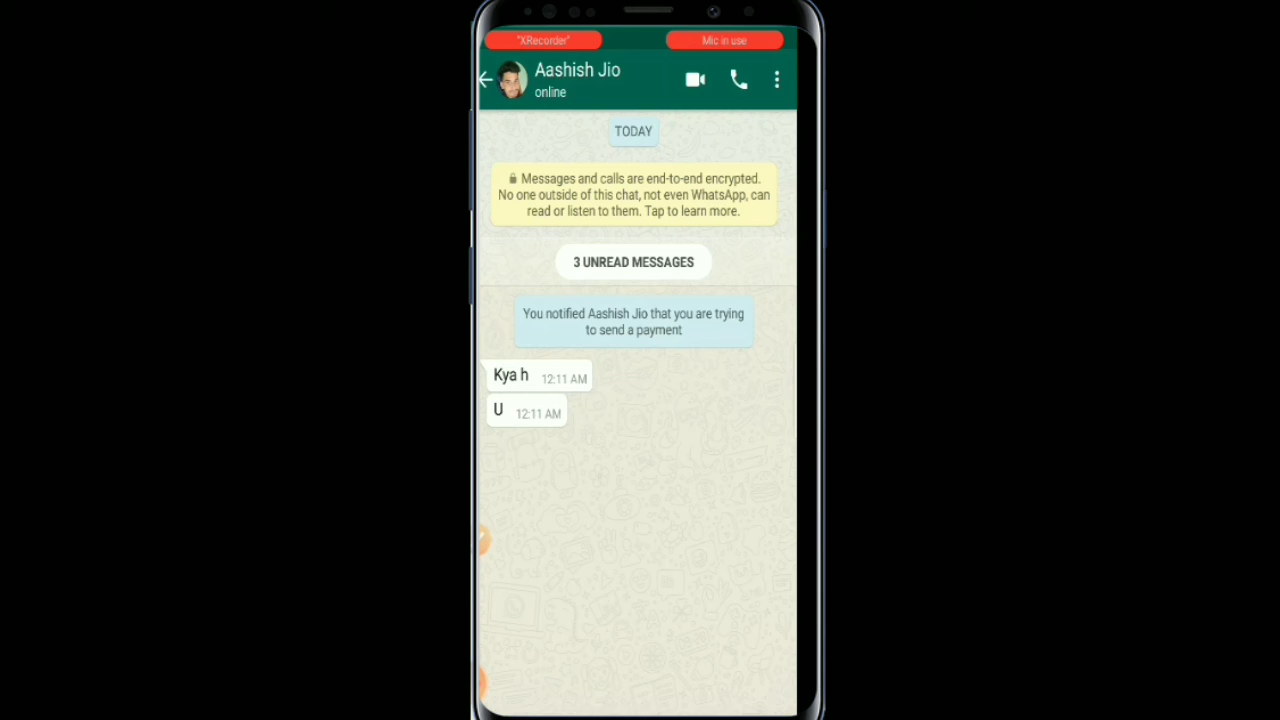 "XRecorder"
Mic in use
Aashish Jio
online
TODAY
Messages and calls are end-to-end encrypted.
No one outside of this chat, not even WhatsApp, can
read or listen to them. Tap to learn more.
3 UNREAD MESSAGES
You notified Aashish Jio that you are trying
to send a payment
Kya h 12:11 AM
U 12:11 AM